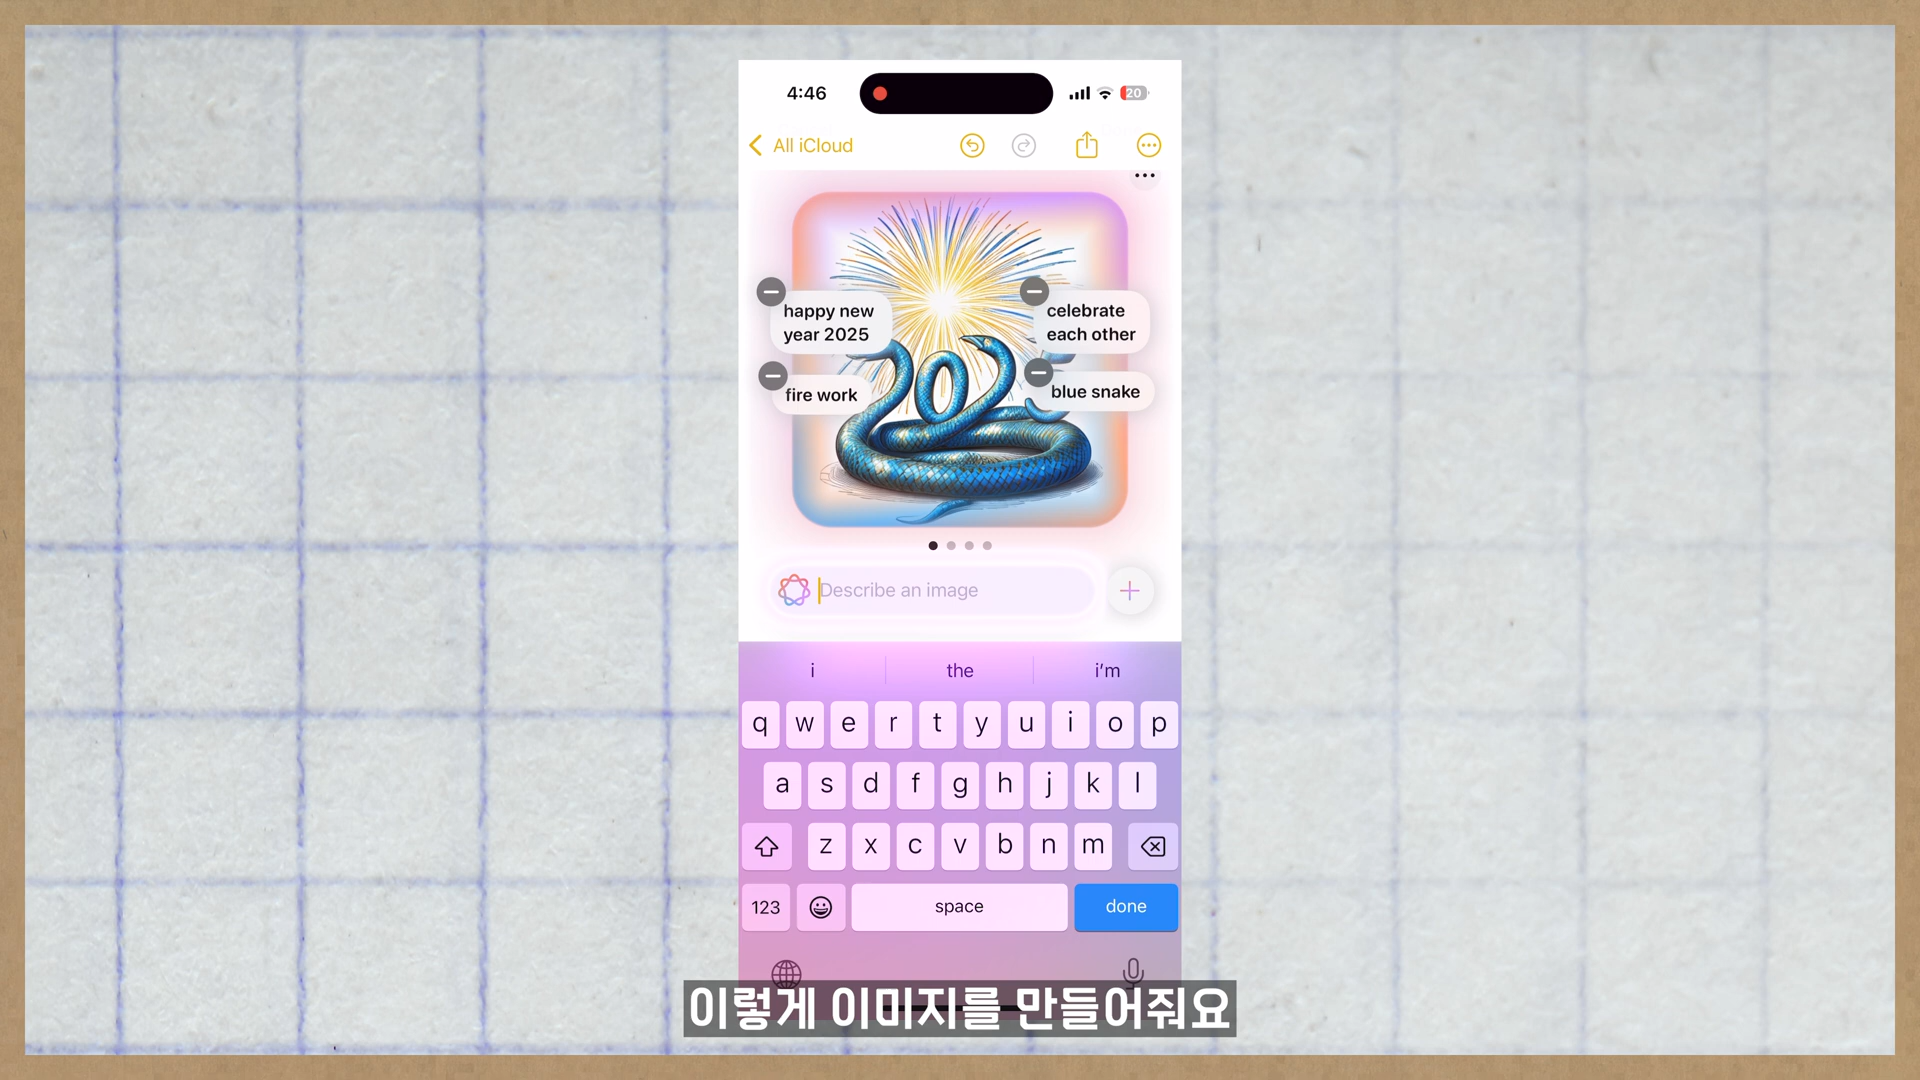 4:46
20
All iCloud
happy new
year 2025
celebrate
each other
fire work
blue snake
202
Describe an image
i the i'm
q w e r t y u i o p
a s d f g h j k l
z x c v b n m
123 space done
이렇게 이미지를 만들어줘요